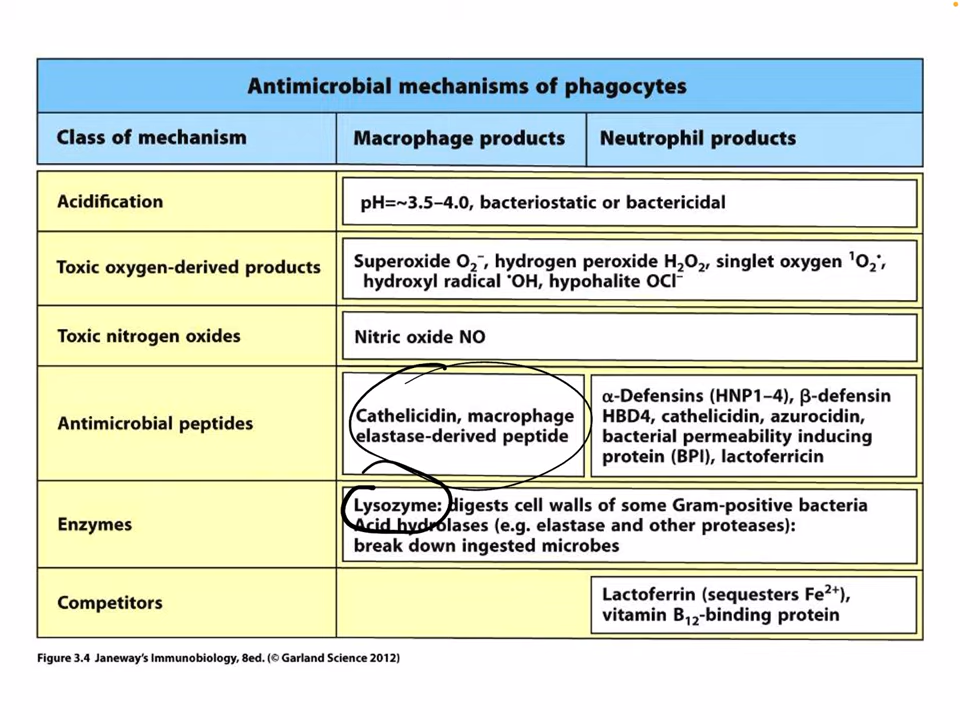 Antimicrobial mechanisms of phagocytes
Class of mechanism
Macrophage products
Neutrophil products
Acidification
pH=~3.5–4.0, bacteriostatic or bactericidal
Toxic oxygen-derived products
Superoxide O₂⁻, hydrogen peroxide H₂O₂, singlet oxygen ¹O₂•,
hydroxyl radical •OH, hypohalite OCl⁻
Toxic nitrogen oxides
Nitric oxide NO
Antimicrobial peptides
Cathelicidin, macrophage
elastase-derived peptide
α-Defensins (HNP1–4), β-defensin
HBD4, cathelicidin, azurocidin,
bacterial permeability inducing
protein (BPI), lactoferricin
Enzymes
Lysozyme: digests cell walls of some Gram-positive bacteria
Acid hydrolases (e.g. elastase and other proteases):
break down ingested microbes
Competitors
Lactoferrin (sequesters Fe²⁺),
vitamin B₁₂-binding protein
Figure 3.4 Janeway's Immunobiology, 8ed. (© Garland Science 2012)